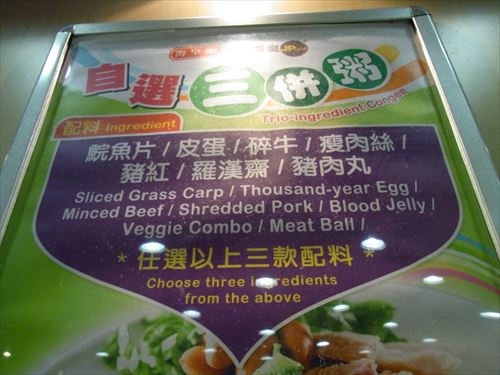 自選三併粥
Trio-ingredient Congee
配料 Ingredient
鯇魚片 / 皮蛋 / 碎牛 / 瘦肉絲 /
豬紅 / 羅漢齋 / 豬肉丸
Sliced Grass Carp / Thousand-year Egg /
Minced Beef / Shredded Pork / Blood Jelly /
Veggie Combo / Meat Ball /
* 任選以上三款配料 *
Choose three ingredients
from the above